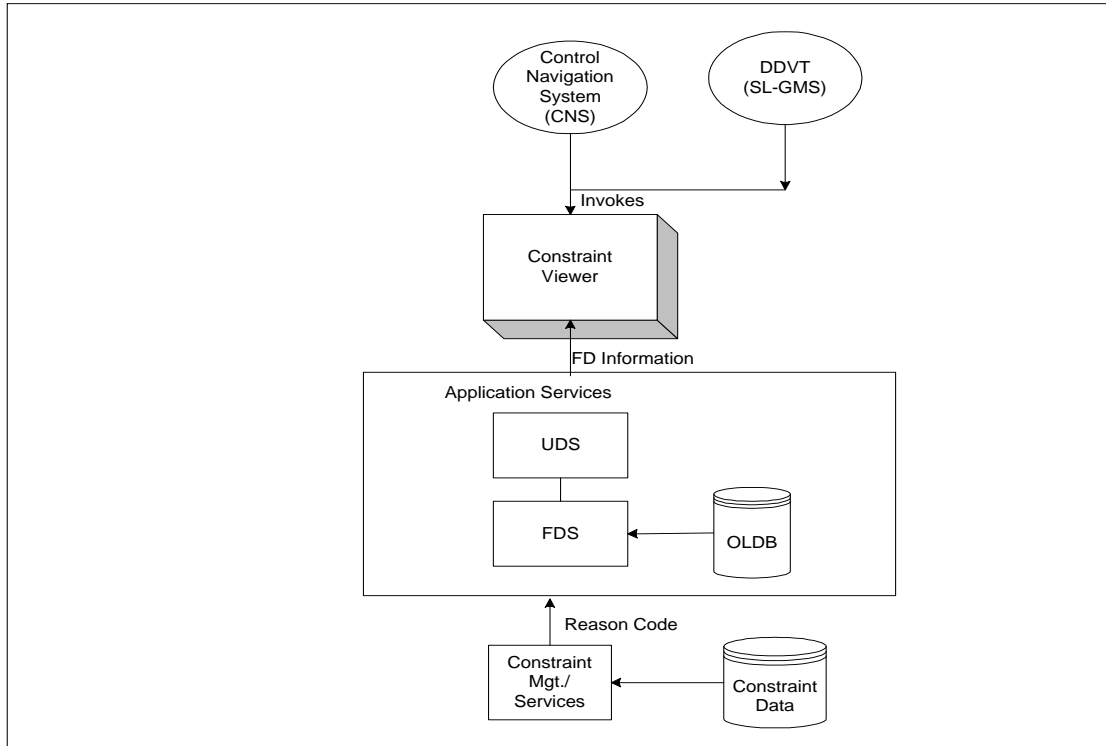 Control
Navigation
System
(CNS)
DDVT
(SL-GMS)
Invokes
Constraint
Viewer
FD Information
Application Services
UDS
FDS
OLDB
Reason Code
Constraint
Mgt./
Services
Constraint
Data